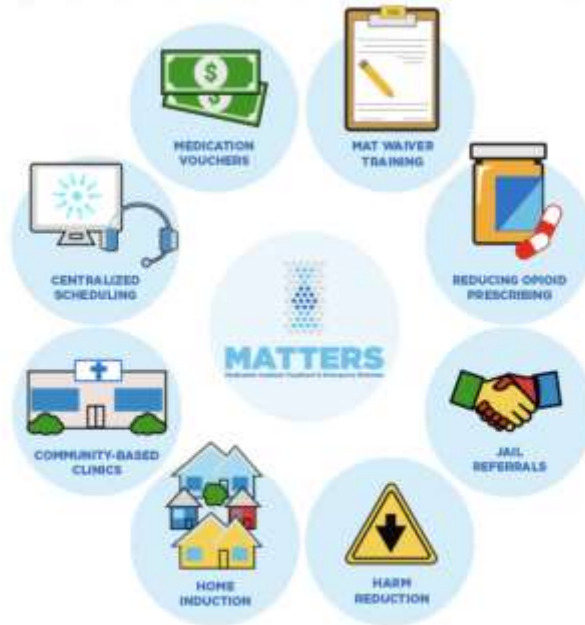 MEDICATION
VOUCHERS
MAT WAIVER
TRAINING
CENTRALIZED
SCHEDULING
REDUCING OPIOID
PRESCRIBING
MATTERS
COMMUNITY-BASED
CLINICS
JAIL
REFERRALS
HOME
INDUCTION
HARM
REDUCTION